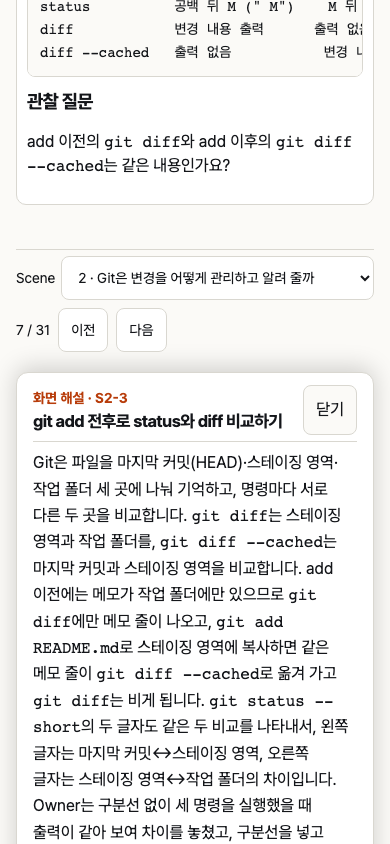 status 공백 뒤 M (" M") M 뒤
diff 변경 내용 출력 출력 없
diff --cached 출력 없음 변경
관찰 질문
add 이전의 git diff와 add 이후의 git diff
--cached는 같은 내용인가요?
Scene 2 · Git은 변경을 어떻게 관리하고 알려 줄까
7 / 31 이전 다음
화면 해설 · S2-3
git add 전후로 status와 diff 비교하기 닫기
Git은 파일을 마지막 커밋(HEAD)·스테이징 영역·
작업 폴더 세 곳에 나눠 기억하고, 명령마다 서로
다른 두 곳을 비교합니다. git diff는 스테이징
영역과 작업 폴더를, git diff --cached는
마지막 커밋과 스테이징 영역을 비교합니다. add
이전에는 메모가 작업 폴더에만 있으므로 git
diff에만 메모 줄이 나오고, git add
README.md로 스테이징 영역에 복사하면 같은
메모 줄이 git diff --cached로 옮겨 가고
git diff는 비게 됩니다. git status --
short의 두 글자도 같은 두 비교를 나타내서, 왼쪽
글자는 마지막 커밋↔스테이징 영역, 오른쪽
글자는 스테이징 영역↔작업 폴더의 차이입니다.
Owner는 구분선 없이 세 명령을 실행했을 때
출력이 같아 보여 차이를 놓쳤고, 구분선을 넣고